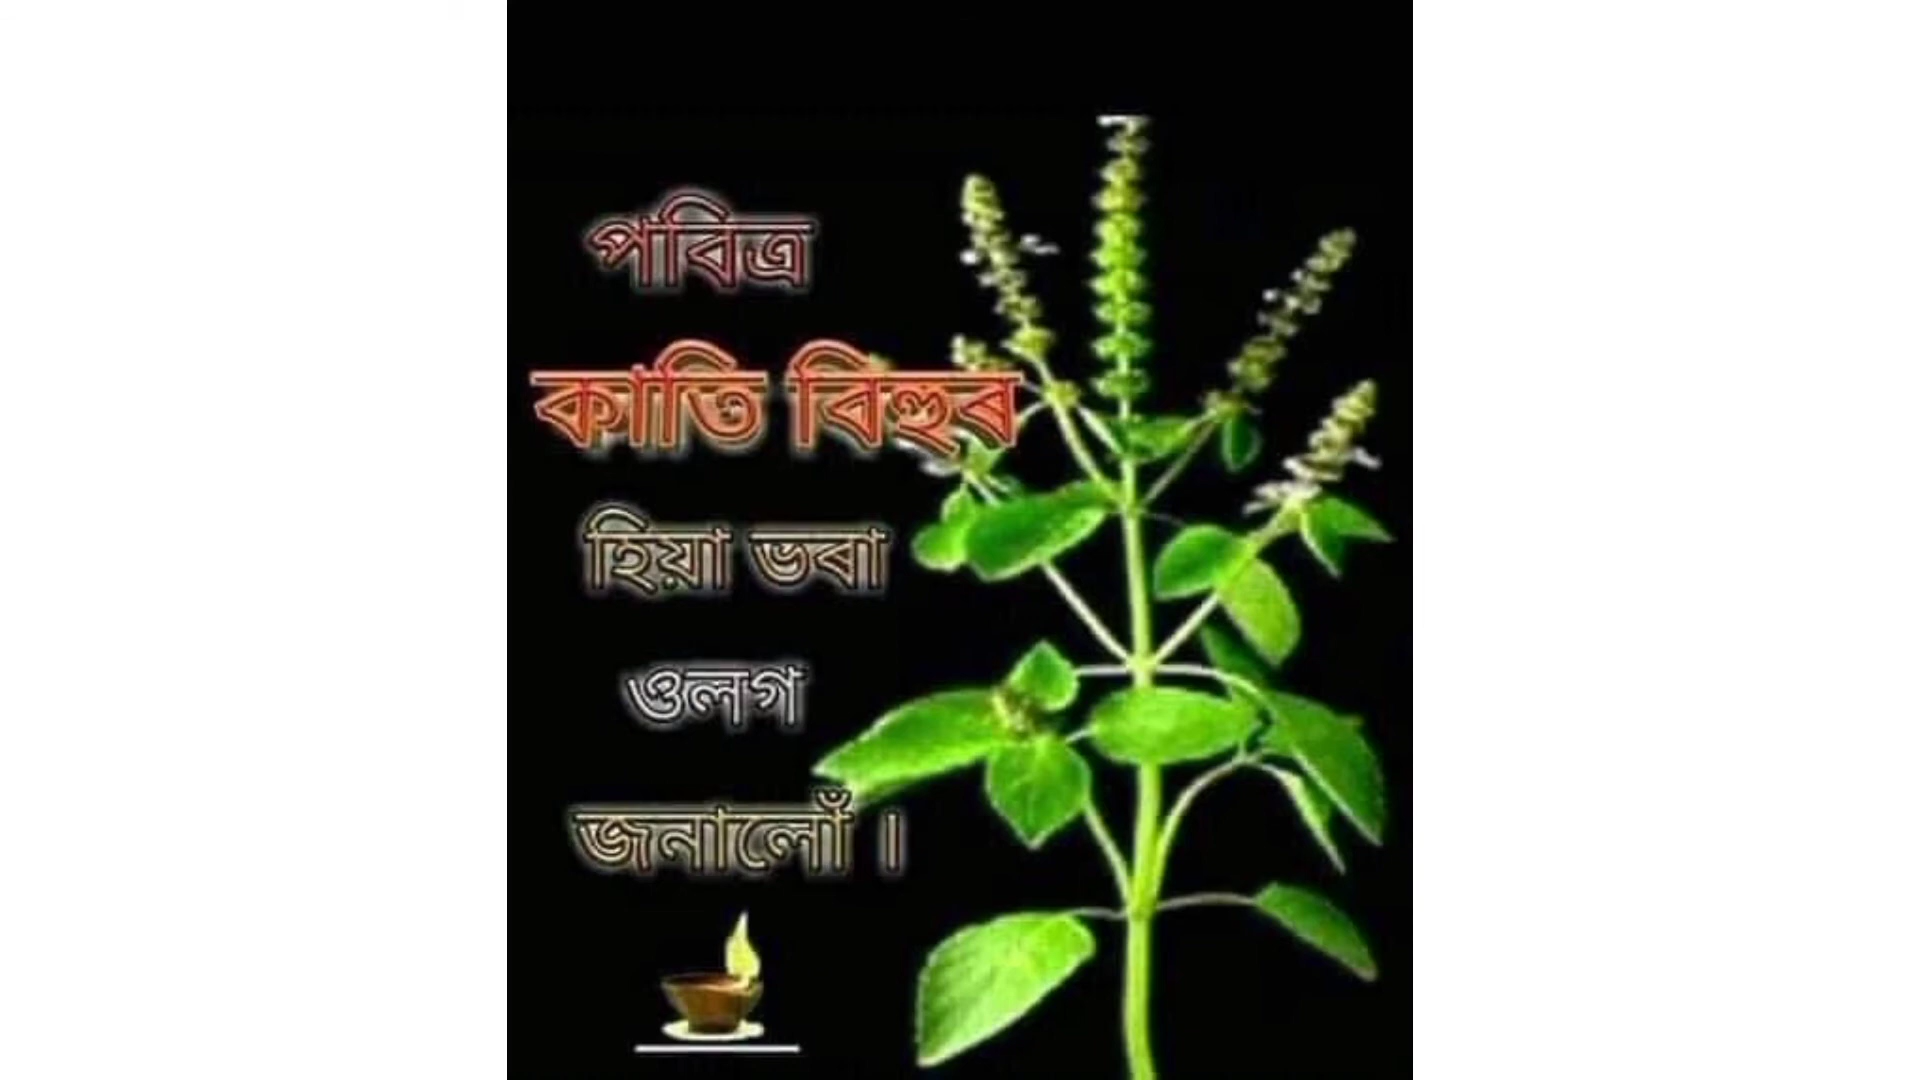 পবিত্ৰ
কাতি বিহুৰ
হিয়া ভৰা
ওলগ
জনালোঁ ।